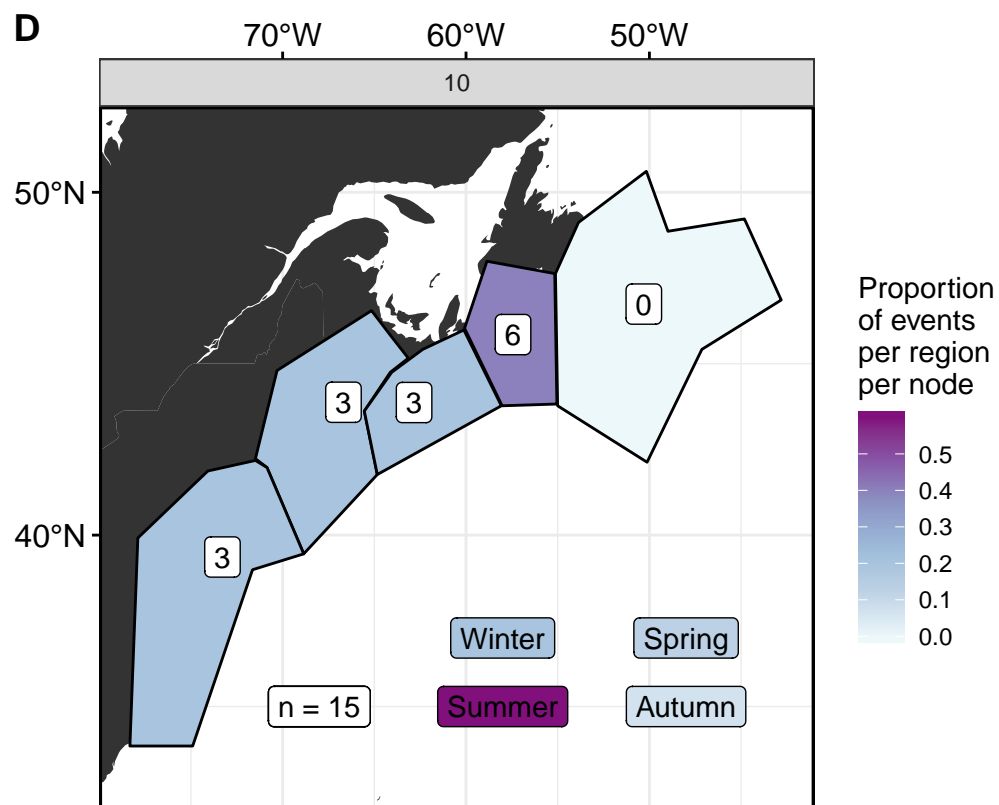 D
70°W 60°W 50°W
10
50°N
40°N
0
6
3 3
3
Winter Spring
n = 15 Summer Autumn
Proportion
of events
per region
per node
0.5
0.4
0.3
0.2
0.1
0.0